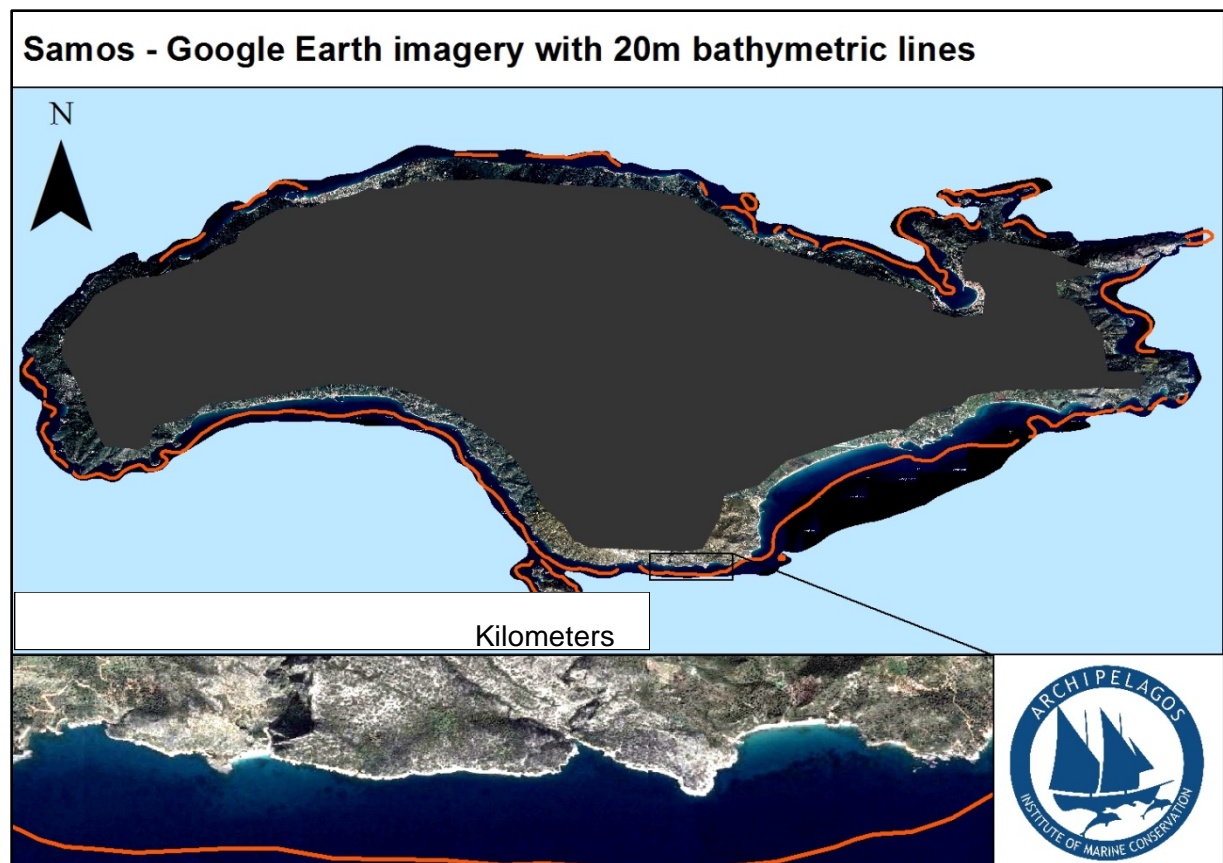 Samos - Google Earth imagery with 20m bathymetric lines
N
Kilometers
ARCHIPELAGOS
INSTITUTE OF MARINE CONSERVATION